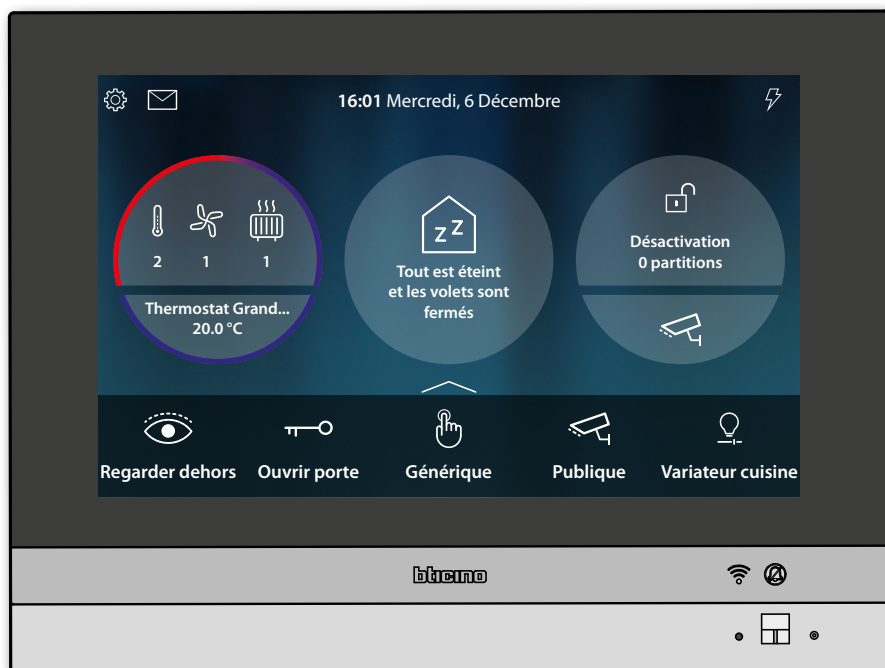 16:01 Mercredi, 6 Décembre
2 1 1
Thermostat Grand...
20.0 °C
zZ
Tout est éteint
et les volets sont
fermés
Désactivation
0 partitions
Regarder dehors
Ouvrir porte
Générique
Publique
Variateur cuisine
bticino